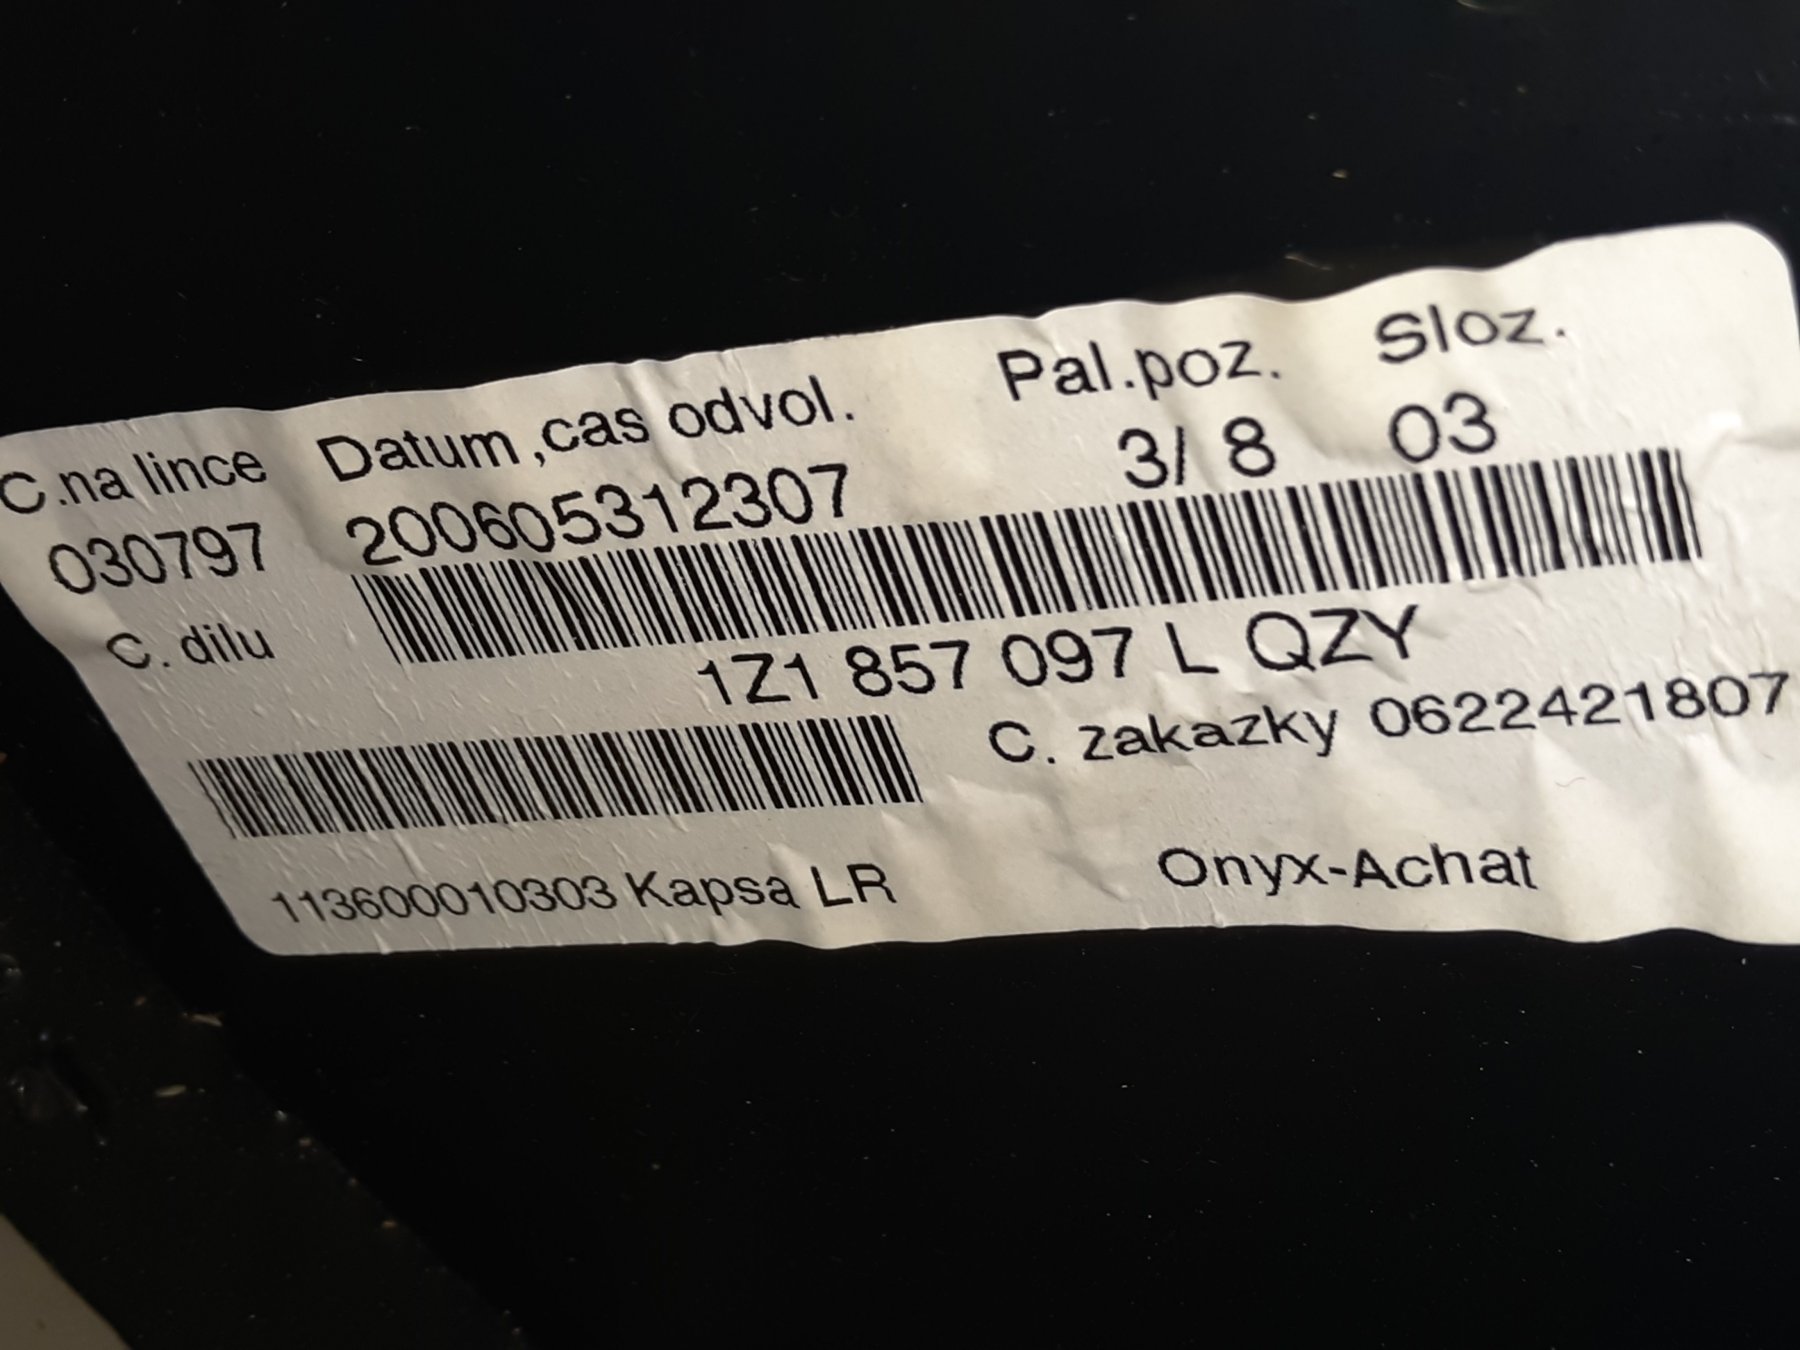 C.na lince Datum,cas odvol. Pal.poz. Sloz.
030797 200605312307 3/ 8 03
C. dilu 1Z1 857 097 L QZY
C. zakazky 0622421807
113600010303 Kapsa LR Onyx-Achat